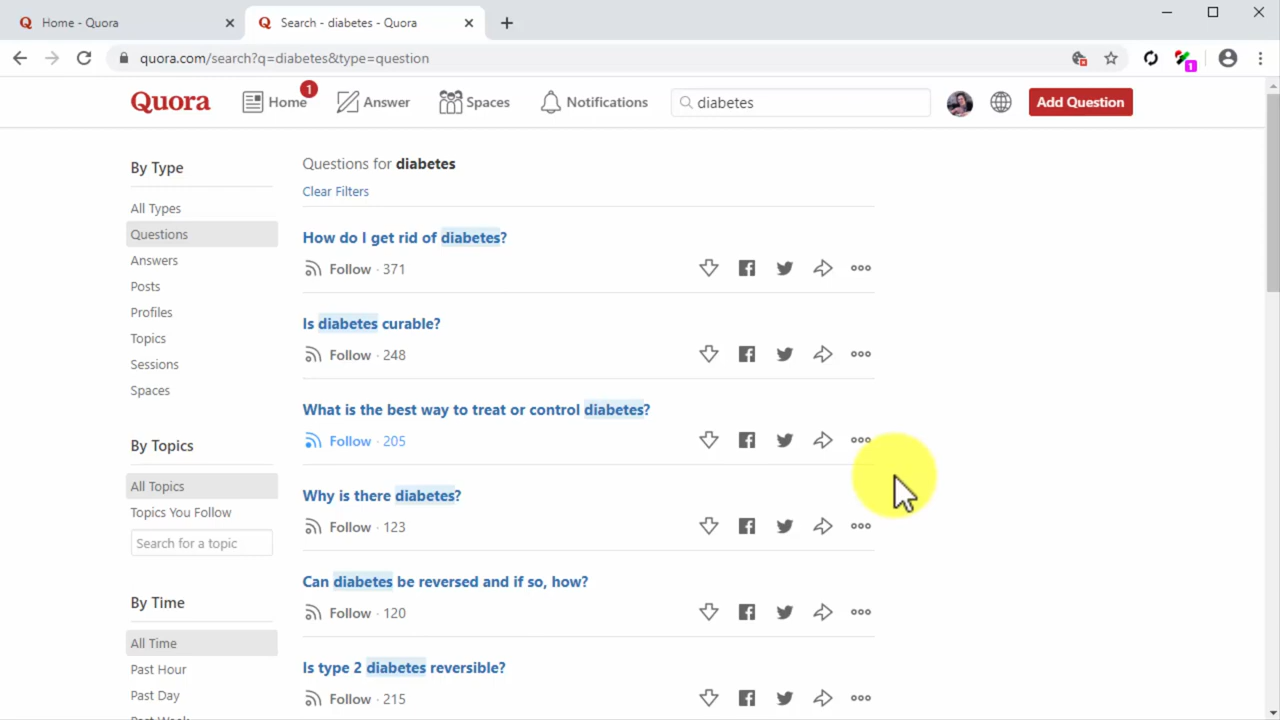 Home - Quora
Search - diabetes - Quora
quora.com/search?q=diabetes&type=question
1
Quora
Home
1
Answer
Spaces
Notifications
diabetes
Add Question
By Type
All Types
Questions
Answers
Posts
Profiles
Topics
Sessions
Spaces
By Topics
All Topics
Topics You Follow
Search for a topic
By Time
All Time
Past Hour
Past Day
Past Week
Questions for diabetes
Clear Filters
How do I get rid of diabetes?
Follow · 371
Is diabetes curable?
Follow · 248
What is the best way to treat or control diabetes?
Follow · 205
Why is there diabetes?
Follow · 123
Can diabetes be reversed and if so, how?
Follow · 120
Is type 2 diabetes reversible?
Follow · 215